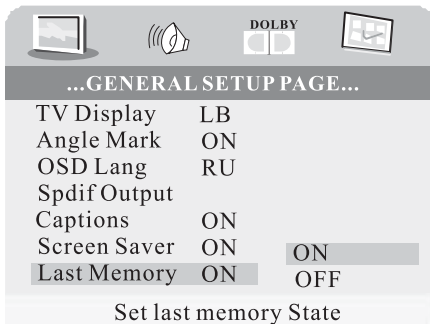 DOLBY
...GENERAL SETUP PAGE...
TV Display LB
Angle Mark ON
OSD Lang RU
Spdif Output
Captions ON
Screen Saver ON ON
Last Memory ON OFF
Set last memory State